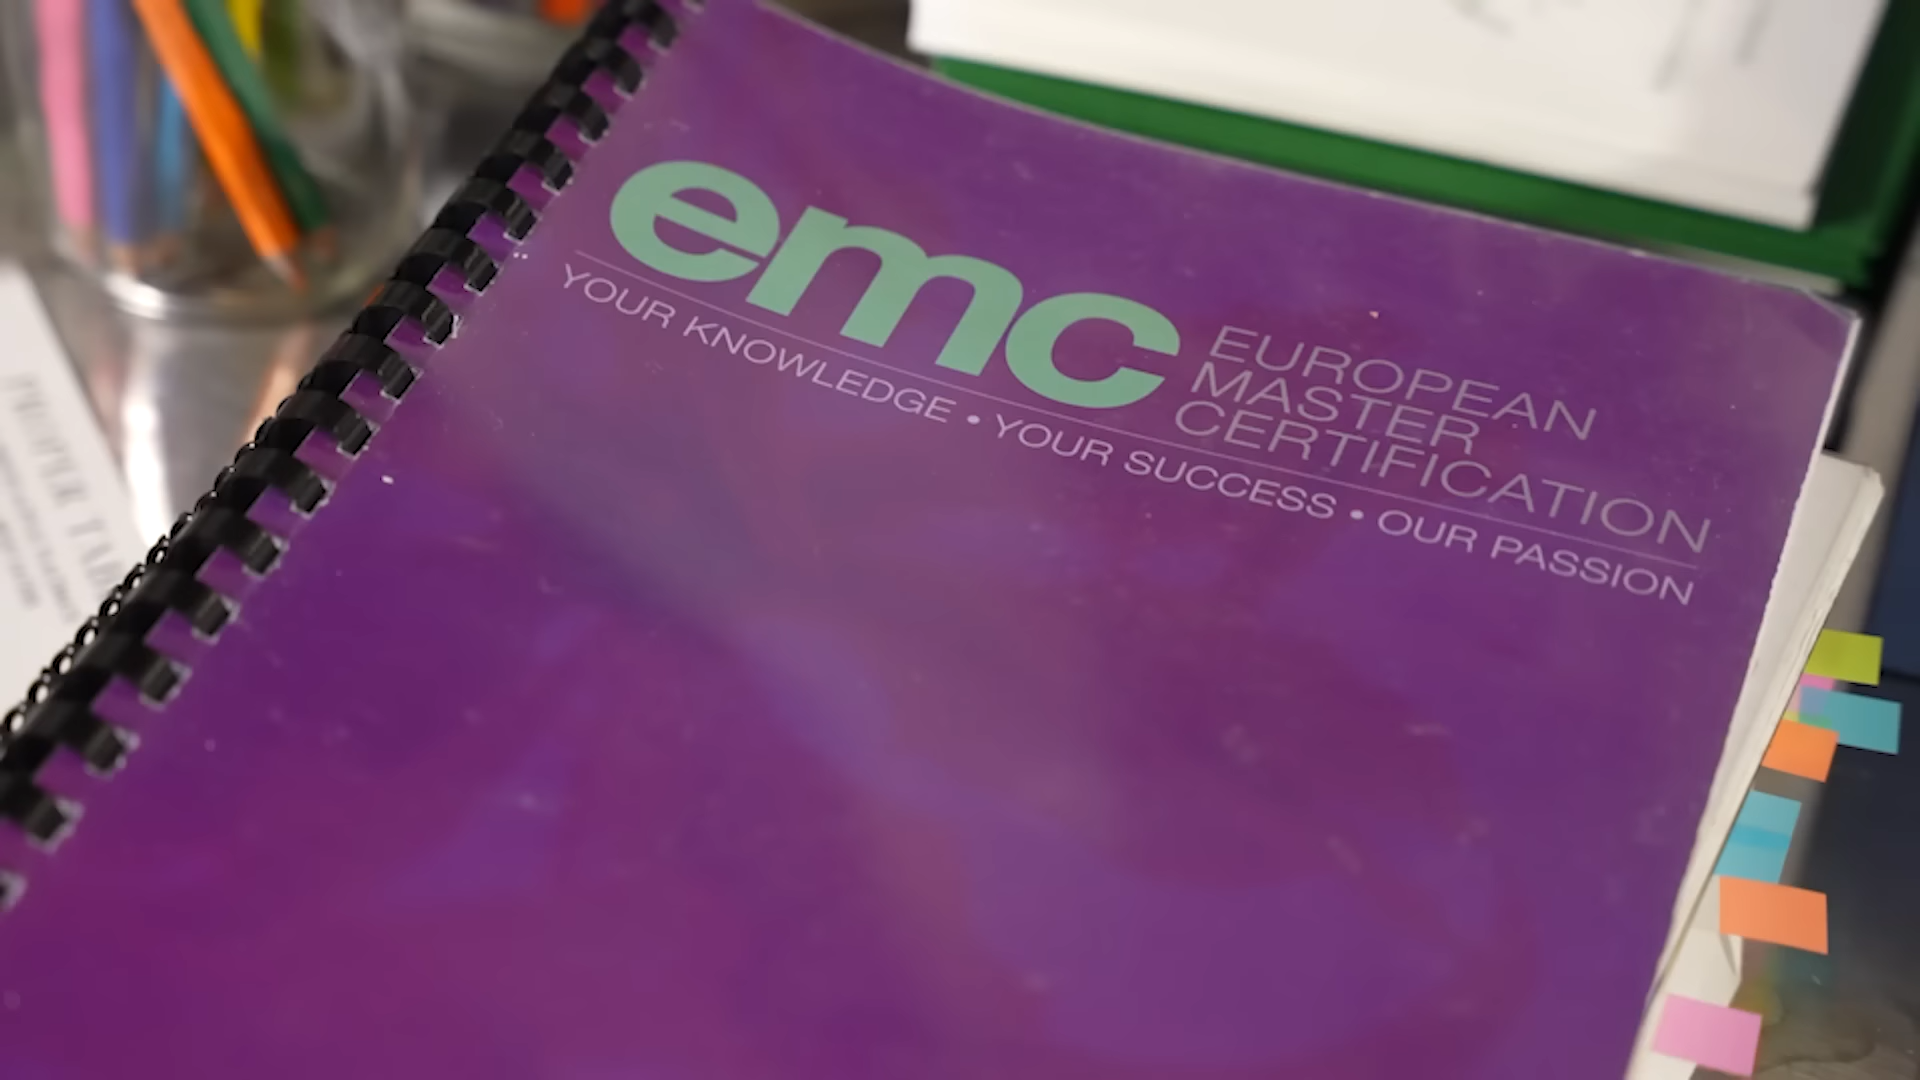 emc
EUROPEAN
MASTER
CERTIFICATION
YOUR KNOWLEDGE • YOUR SUCCESS • OUR PASSION